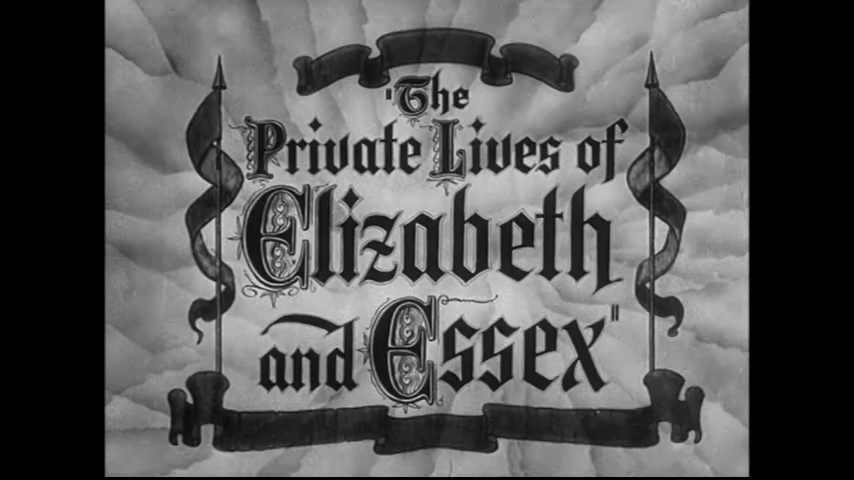 "The
Private Lives of
Elizabeth
and Essex"